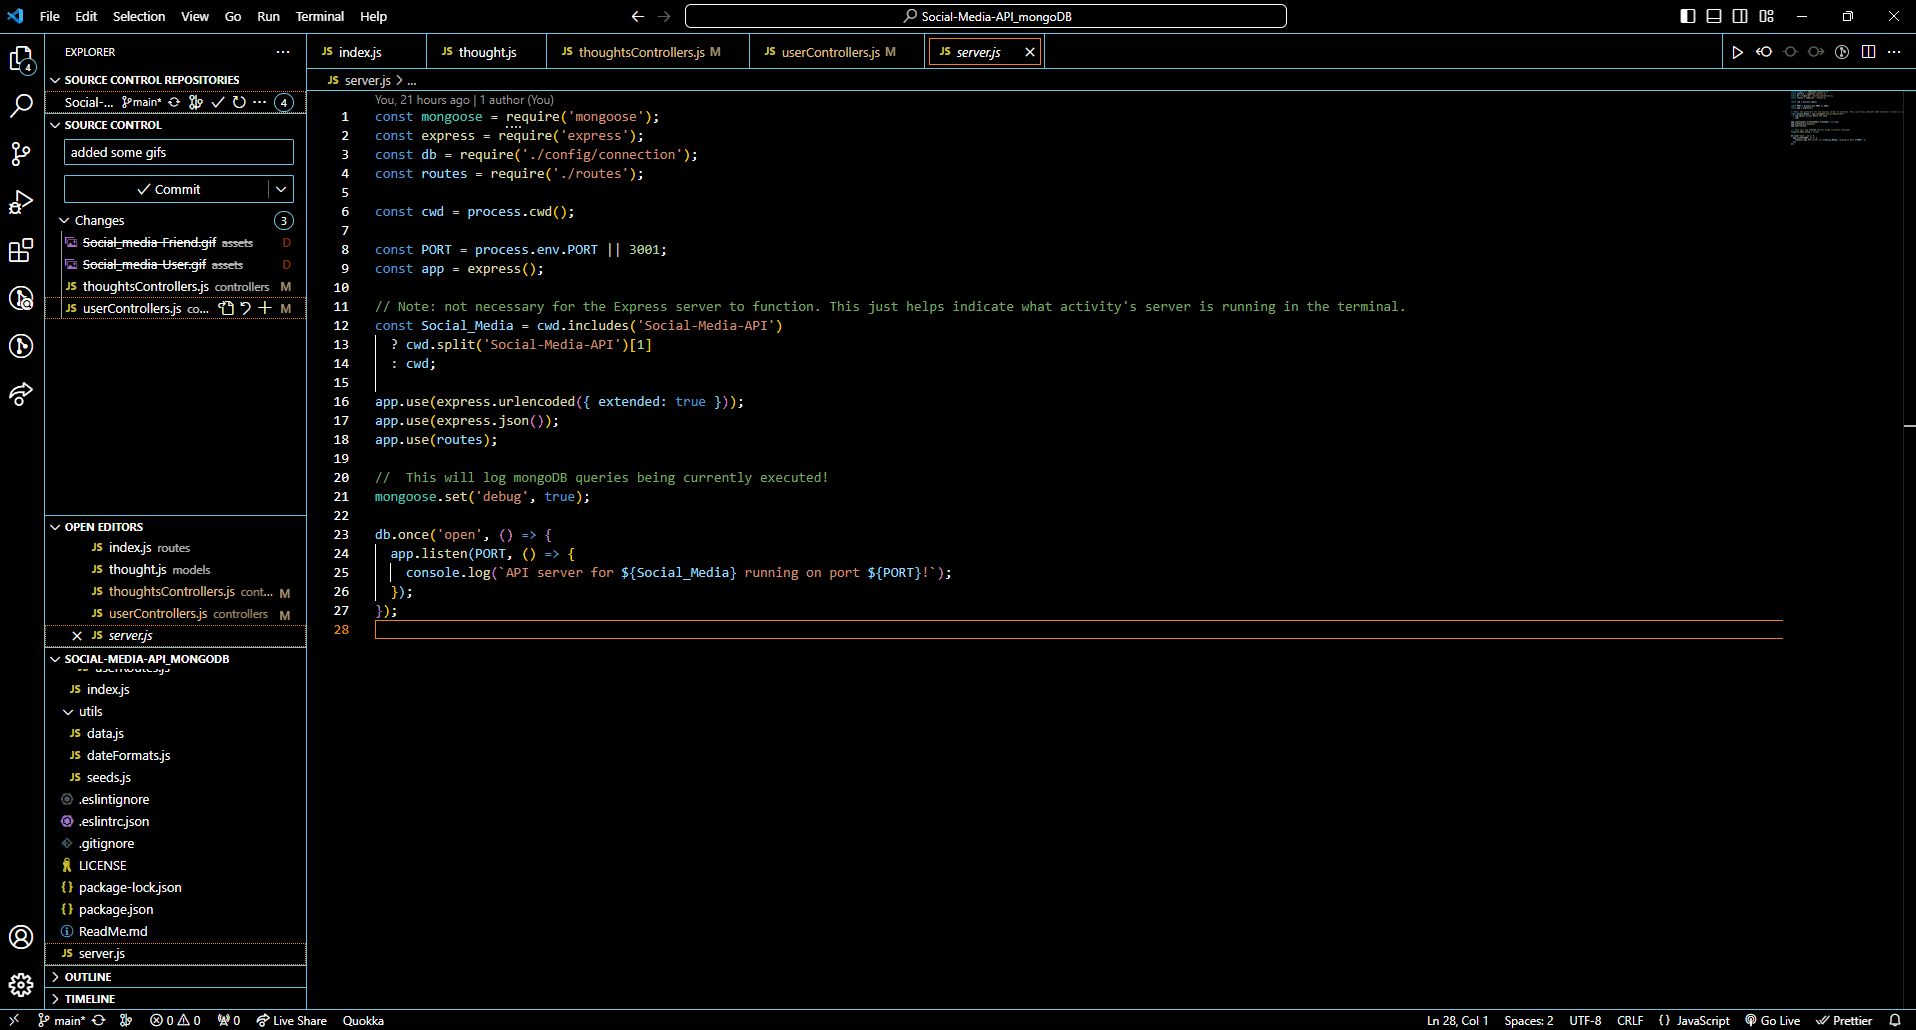 File Edit Selection View Go Run Terminal Help
Social-Media-API_mongoDB
4
EXPLORER
SOURCE CONTROL REPOSITORIES
Social-... main* 4
SOURCE CONTROL
added some gifs
Commit
Changes 3
Social_media-Friend.gif assets D
Social_media-User.gif assets D
JS thoughtsControllers.js controllers M
JS userControllers.js co... M
OPEN EDITORS
JS index.js routes
JS thought.js models
JS thoughtsControllers.js cont... M
JS userControllers.js controllers M
JS server.js
SOCIAL-MEDIA-API_MONGODB
userRoutes.js
JS index.js
utils
JS data.js
JS dateFormats.js
JS seeds.js
.eslintignore
.eslintrc.json
.gitignore
LICENSE
{} package-lock.json
{} package.json
ReadMe.md
JS server.js
OUTLINE
TIMELINE
JS index.js JS thought.js JS thoughtsControllers.js M JS userControllers.js M JS server.js
JS server.js > ...
You, 21 hours ago | 1 author (You)
1 const mongoose = require('mongoose');
2 const express = require('express');
3 const db = require('./config/connection');
4 const routes = require('./routes');
5
6 const cwd = process.cwd();
7
8 const PORT = process.env.PORT || 3001;
9 const app = express();
10
11 // Note: not necessary for the Express server to function. This just helps indicate what activity's server is running in the terminal.
12 const Social_Media = cwd.includes('Social-Media-API')
13 ? cwd.split('Social-Media-API')[1]
14 : cwd;
15
16 app.use(express.urlencoded({ extended: true }));
17 app.use(express.json());
18 app.use(routes);
19
20 //  This will log mongoDB queries being currently executed!
21 mongoose.set('debug', true);
22
23 db.once('open', () => {
24 app.listen(PORT, () => {
25 console.log(`API server for ${Social_Media} running on port ${PORT}!`);
26 });
27 });
28
main* 0 0 0 Live Share Quokka
Ln 28, Col 1 Spaces: 2 UTF-8 CRLF {} JavaScript Go Live Prettier